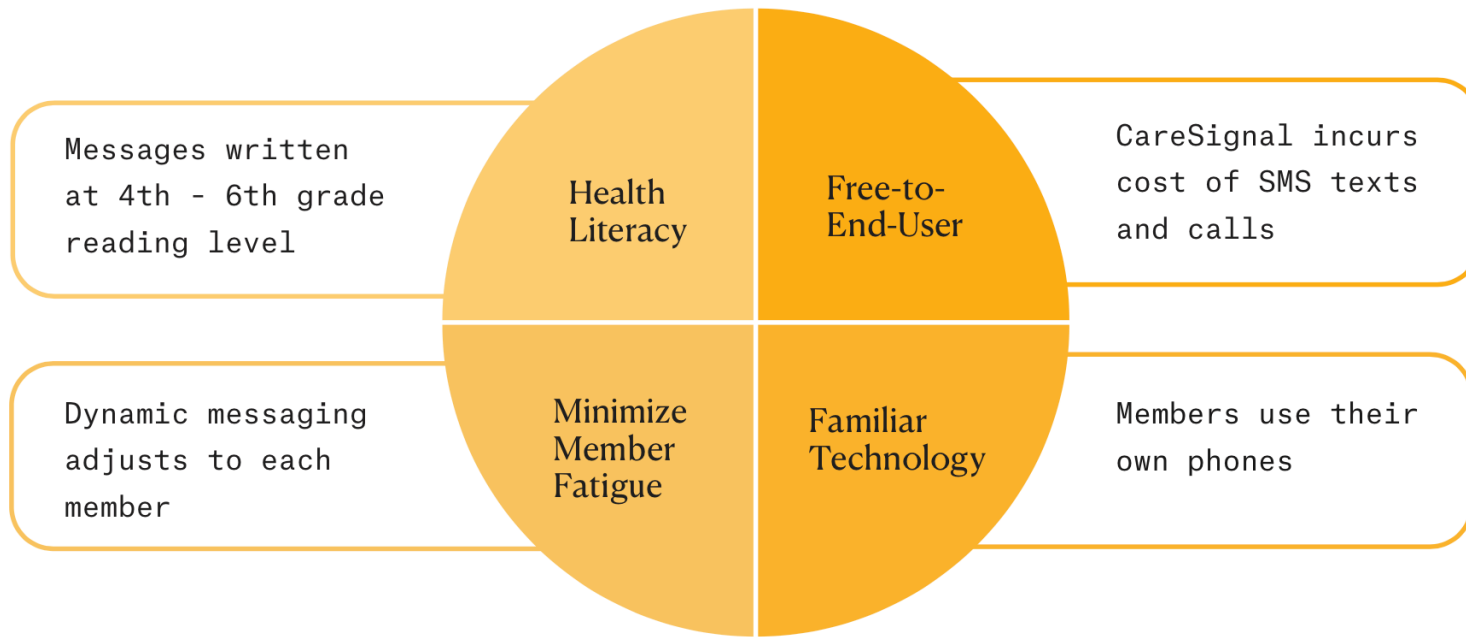 Messages written
at 4th - 6th grade
reading level
Health
Literacy
Free-to-
End-User
CareSignal incurs
cost of SMS texts
and calls
Dynamic messaging
adjusts to each
member
Minimize
Member
Fatigue
Familiar
Technology
Members use their
own phones